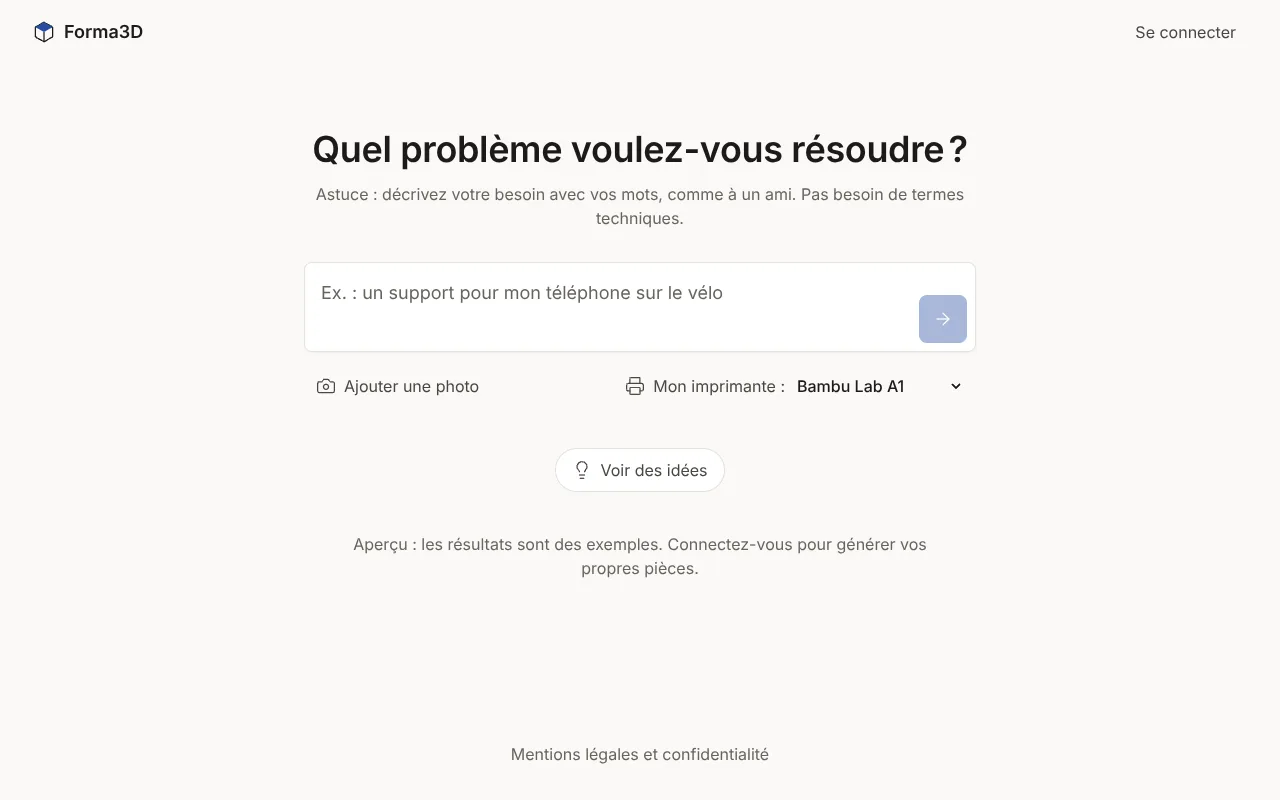 Forma3D
Se connecter
Quel problème voulez-vous résoudre ?
Astuce : décrivez votre besoin avec vos mots, comme à un ami. Pas besoin de termes
techniques.
Ex. : un support pour mon téléphone sur le vélo
Ajouter une photo
Mon imprimante : Bambu Lab A1
Voir des idées
Aperçu : les résultats sont des exemples. Connectez-vous pour générer vos
propres pièces.
Mentions légales et confidentialité